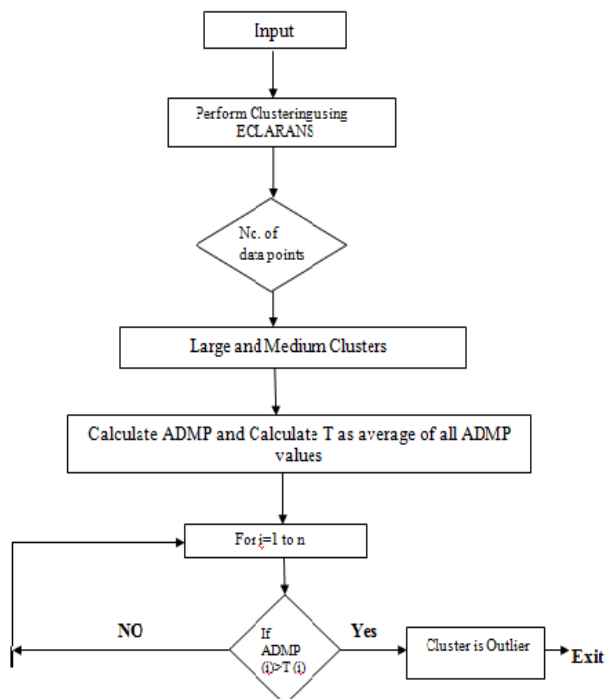 Input
Perform Clusteringusing
ECLARANS
Nc. of
data points
Large and Medium Clusters
Calculate ADMP and Calculate T as average of all ADMP
values
For i=1 to n
NO
If
ADMP
(i)>T (i)
Yes
Cluster is Outlier
Exit